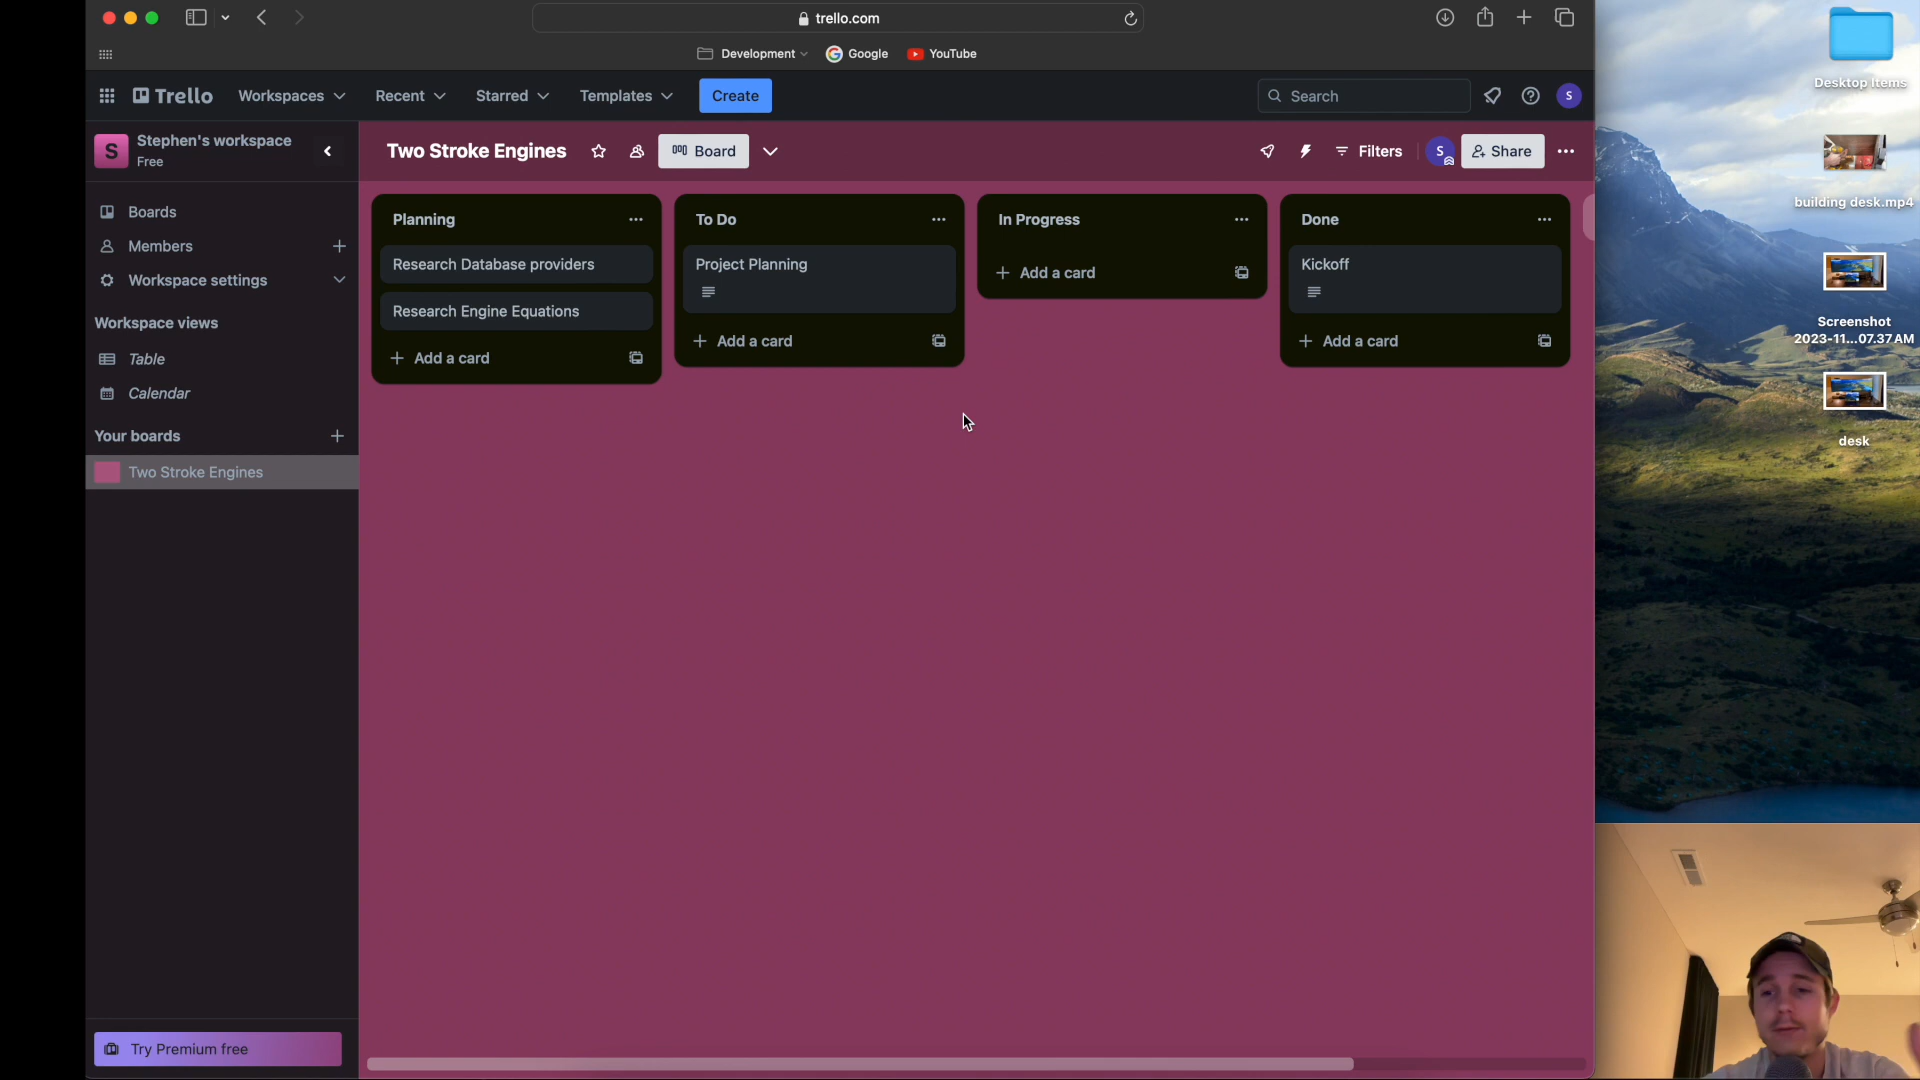 trello.com
Development
Google
YouTube
Trello
Workspaces
Recent
Starred
Templates
Create
Search
S
S
Stephen's workspace
Free
Two Stroke Engines
Board
Filters
S
Share
Boards
Members
Workspace settings
Workspace views
Table
Calendar
Your boards
Two Stroke Engines
Try Premium free
Planning
Research Database providers
Research Engine Equations
Add a card
To Do
Project Planning
Add a card
In Progress
Add a card
Done
Kickoff
Add a card
Desktop Items
building desk.mp4
Screenshot
2023-11...07.37 AM
desk